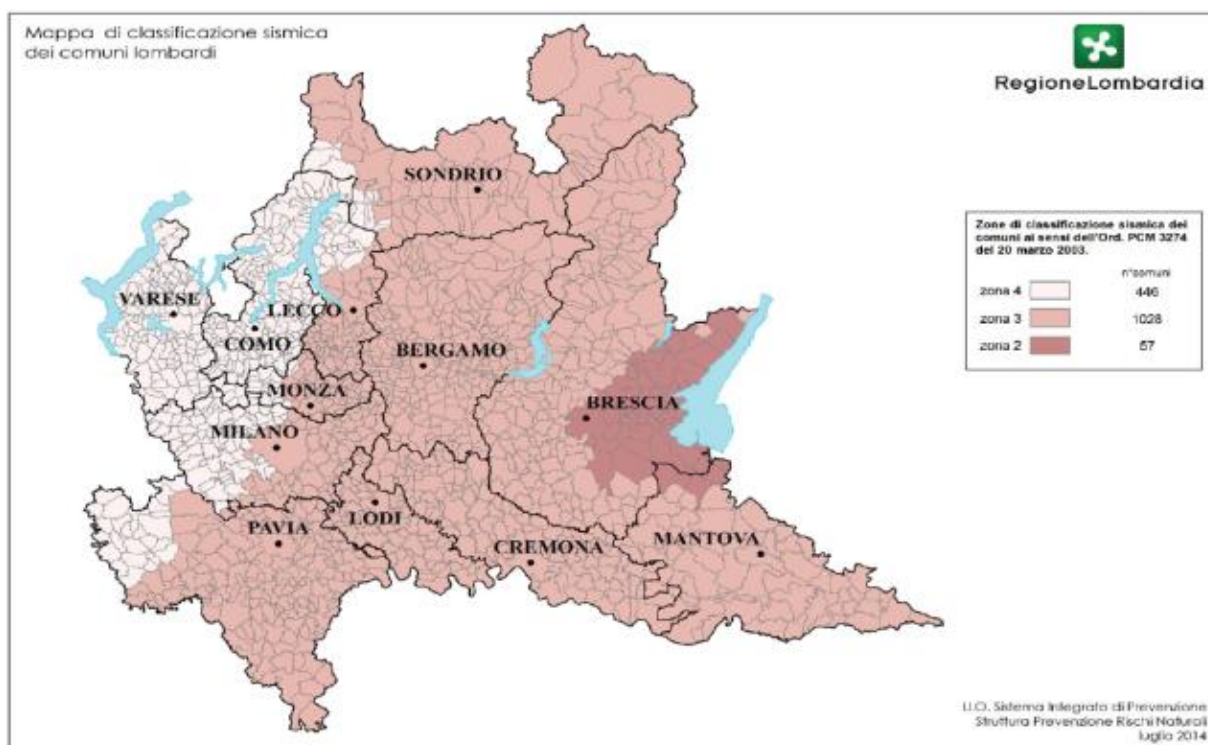 Mappa di classificazione sismica
dei comuni lombardi
RegioneLombardia
SONDRIO
VARESE
LECCO
COMO
BERGAMO
MONZA
BRESCIA
MILANO
LODI
PAVIA
CREMONA
MANTOVA
Zone di classificazione sismica dei
comuni ai sensi dell'Ord. PCM 3274
del 20 marzo 2003.
n°comuni
zona 4 446
zona 3 1028
zona 2 57
U.O. Sistema Integrato di Prevenzione
Struttura Prevenzione Rischi Naturali
luglio 2014